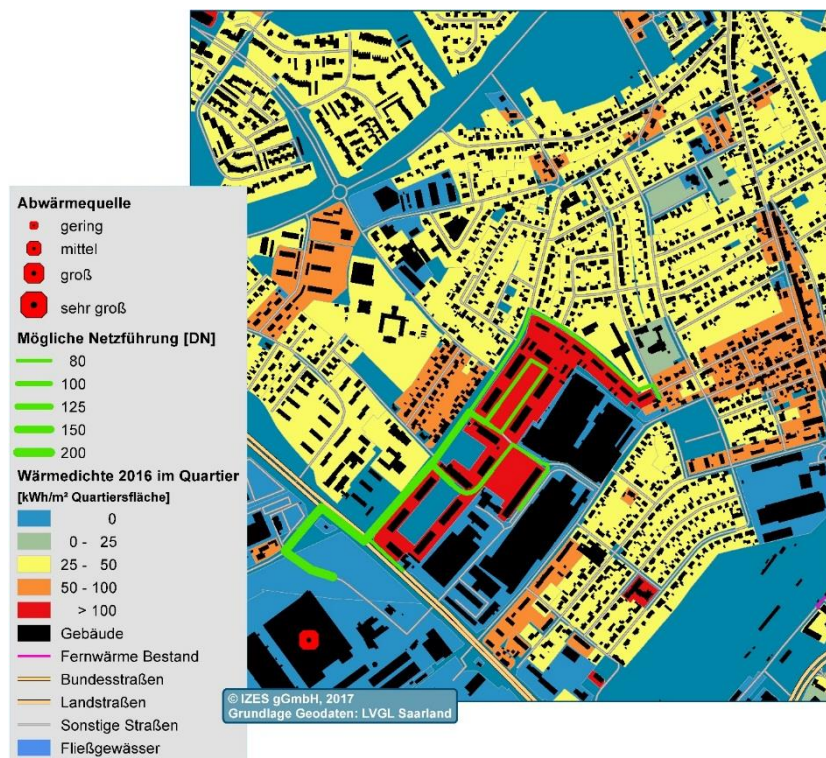 Abwärmequelle
gering
mittel
groß
sehr groß
Mögliche Netzführung [DN]
80
100
125
150
200
Wärmedichte 2016 im Quartier
[kWh/m² Quartiersfläche]
0
0 - 25
25 - 50
50 - 100
> 100
Gebäude
Fernwärme Bestand
Bundesstraßen
Landstraßen
Sonstige Straßen
Fließgewässer
© IZES gGmbH, 2017
Grundlage Geodaten: LVGL Saarland